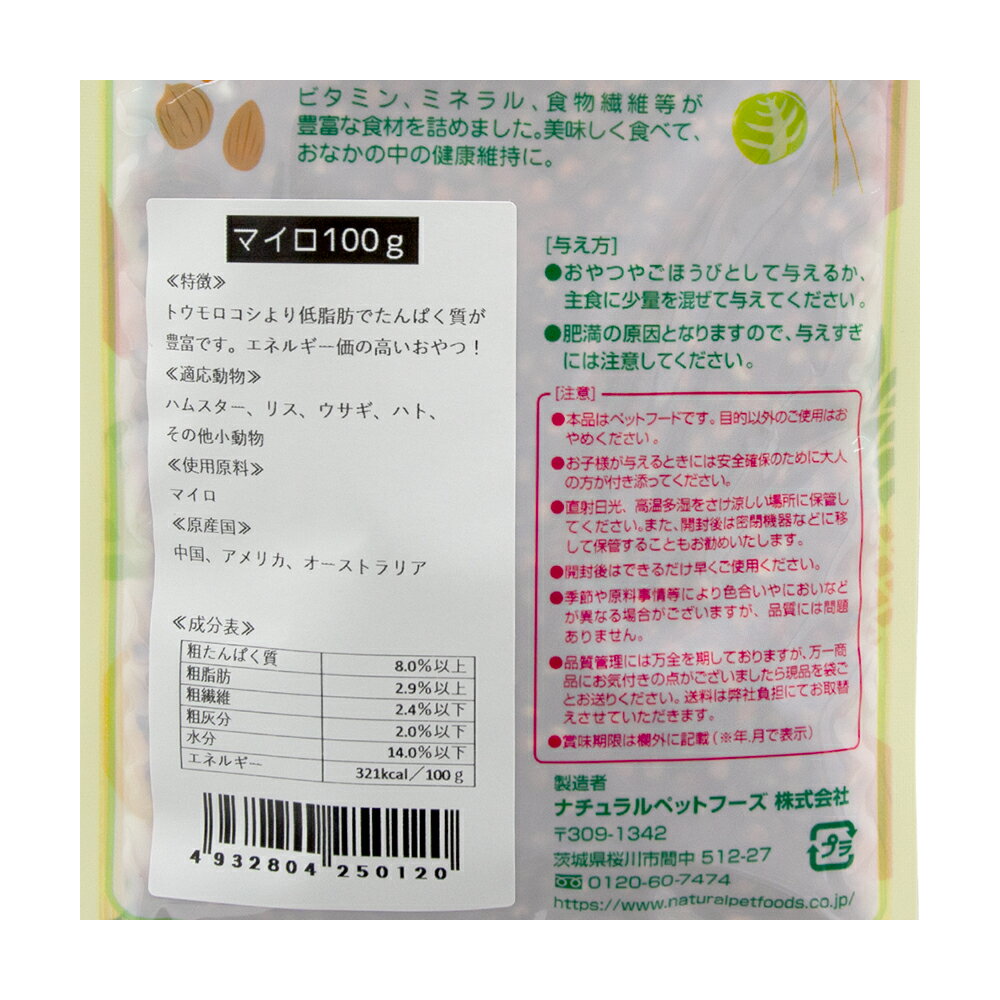 ビタミン、ミネラル、食物繊維等が
豊富な食材を詰めました。美味しく食べて、
おなかの中の健康維持に。
マイロ100g
≪特徴≫
トウモロコシより低脂肪でたんぱく質が
豊富です。エネルギー価の高いおやつ！
≪適応動物≫
ハムスター、リス、ウサギ、ハト、
その他小動物
≪使用原料≫
マイロ
≪原産国≫
中国、アメリカ、オーストラリア
≪成分表≫
粗たんぱく質 8.0%以上
粗脂肪 2.9%以上
粗繊維 2.4%以下
粗灰分 2.0%以下
水分 14.0%以下
エネルギー 321kcal／100g
4 932804 250120
[与え方]
●おやつやごほうびとして与えるか、
主食に少量を混ぜて与えてください。
●肥満の原因となりますので、与えすぎ
には注意してください。
[注意]
●本品はペットフードです。目的以外のご使用はお
やめください。
●お子様が与えるときには安全確保のために大人
の方が付き添ってください。
●直射日光、高温多湿をさけ涼しい場所に保管し
てください。また、開封後は密閉機器などに移
して保管することもお勧めいたします。
●開封後はできるだけ早くご使用ください。
●季節や原料事情等により色合いやにおいなど
が異なる場合がございますが、品質には問題
ありません。
●品質管理には万全を期しておりますが、万一商
品にお気付きの点がございましたら現品を袋ご
とお送りください。送料は弊社負担にてお取替
えさせていただきます。
●賞味期限は欄外に記載（※年.月で表示）
製造者
ナチュラルペットフーズ 株式会社
〒309-1342
茨城県桜川市間中 512-27
0120-60-7474
https://www.naturalpetfoods.co.jp/
プラ